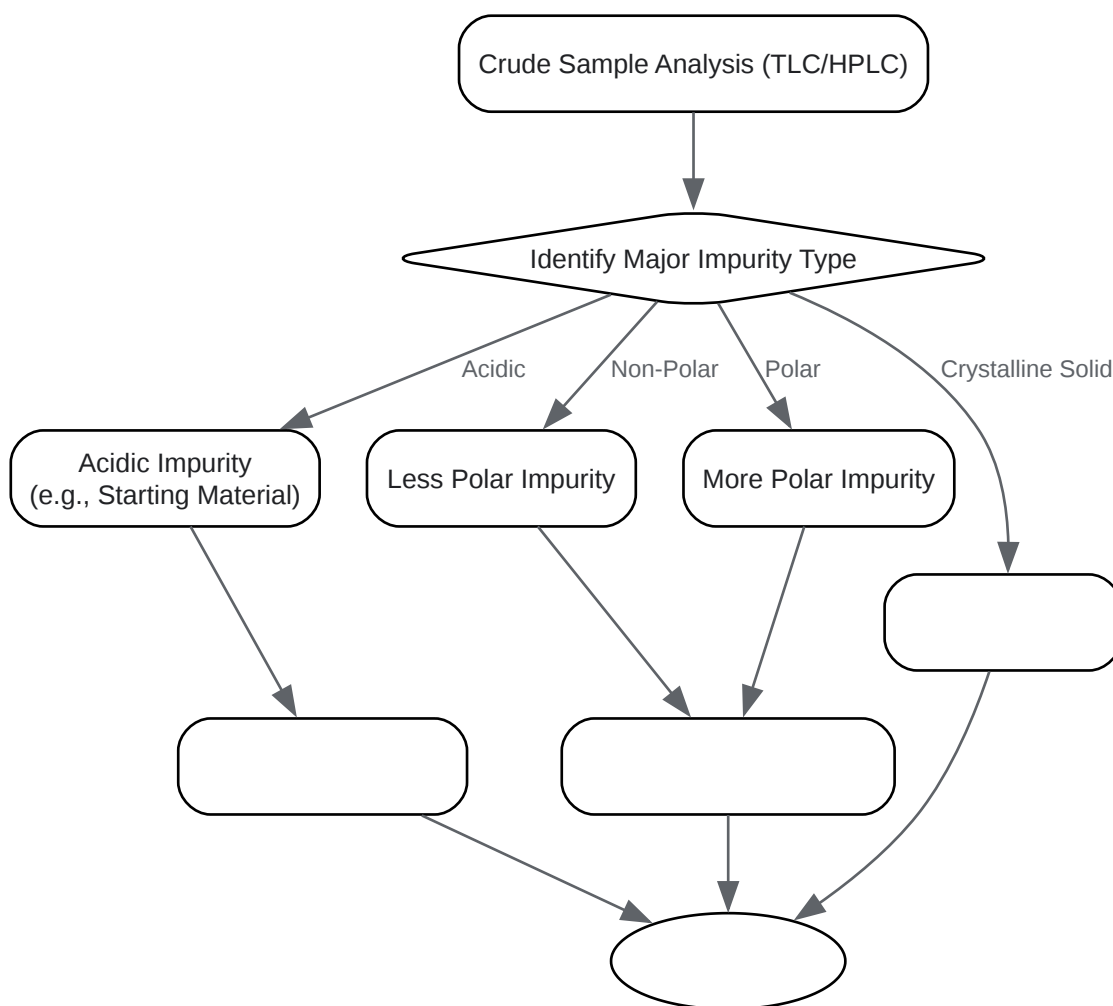 Crude Sample Analysis (TLC/HPLC)
Identify Major Impurity Type
Acidic
Non-Polar
Polar
Crystalline Solid
Acidic Impurity
(e.g., Starting Material)
Less Polar Impurity
More Polar Impurity